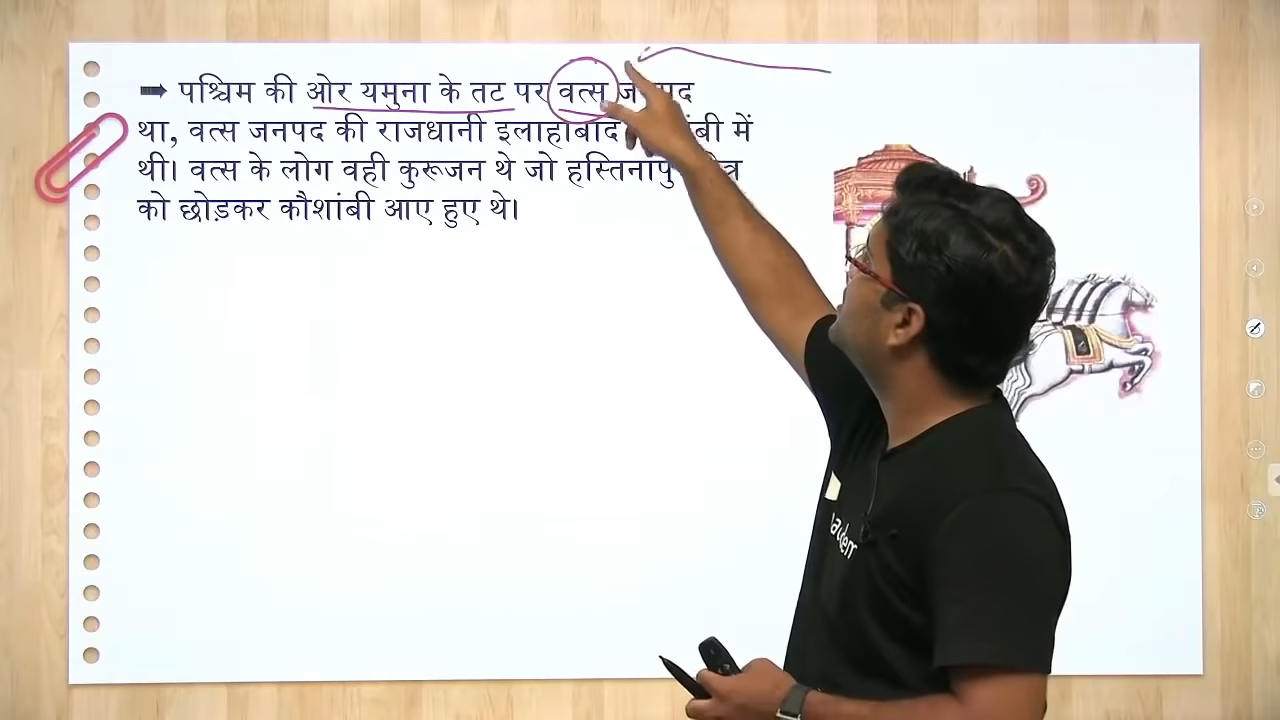 ➡ पश्चिम की ओर यमुना के तट पर वत्स
था, वत्स जनपद की राजधानी इलाहाबाद में
थी। वत्स के लोग वही कुरूजन थे जो
को छोड़कर कौशांबी आए हुए थे।